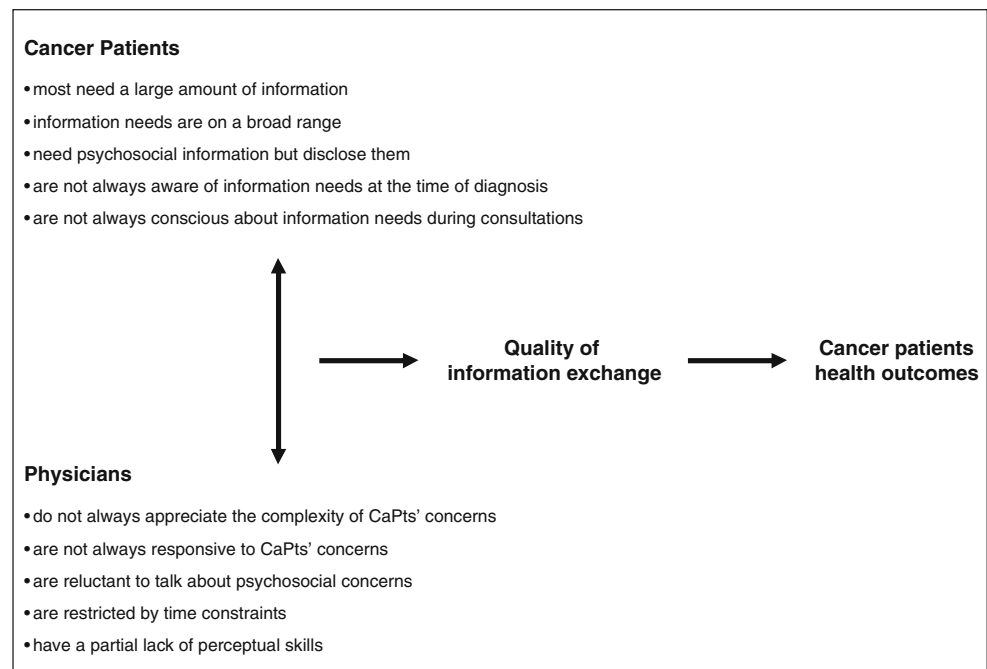 Cancer Patients
•most need a large amount of information
•information needs are on a broad range
•need psychosocial information but disclose them
•are not always aware of information needs at the time of diagnosis
•are not always conscious about information needs during consultations
Quality of
information exchange
Cancer patients
health outcomes
Physicians
•do not always appreciate the complexity of CaPts’ concerns
•are not always responsive to CaPts’ concerns
•are reluctant to talk about psychosocial concerns
•are restricted by time constraints
•have a partial lack of perceptual skills